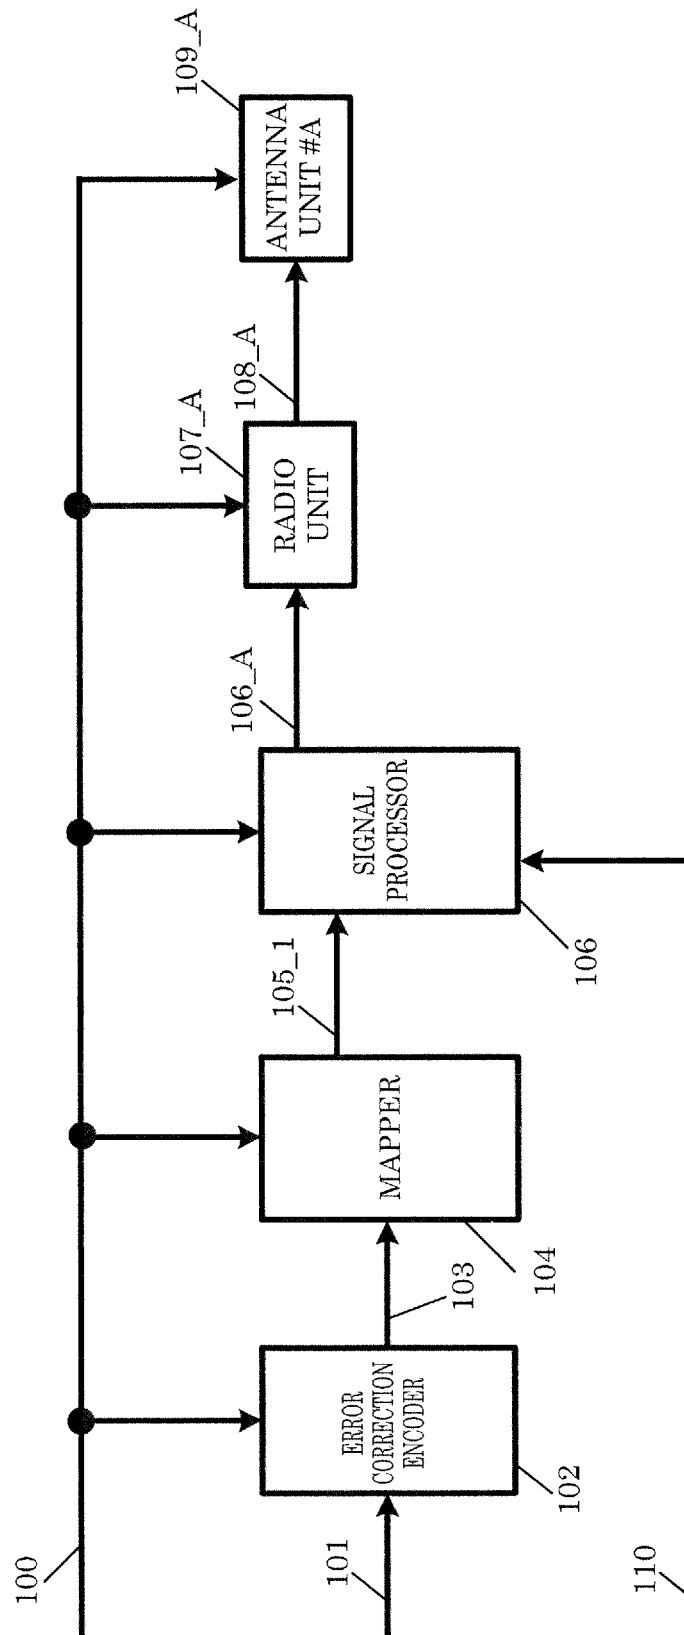 100
101
ERROR
CORRECTION
ENCODER
102
103
MAPPER
104
105_1
SIGNAL
PROCESSOR
106
106_A
RADIO
UNIT
107_A
108_A
ANTENNA
UNIT #A
109_A
110